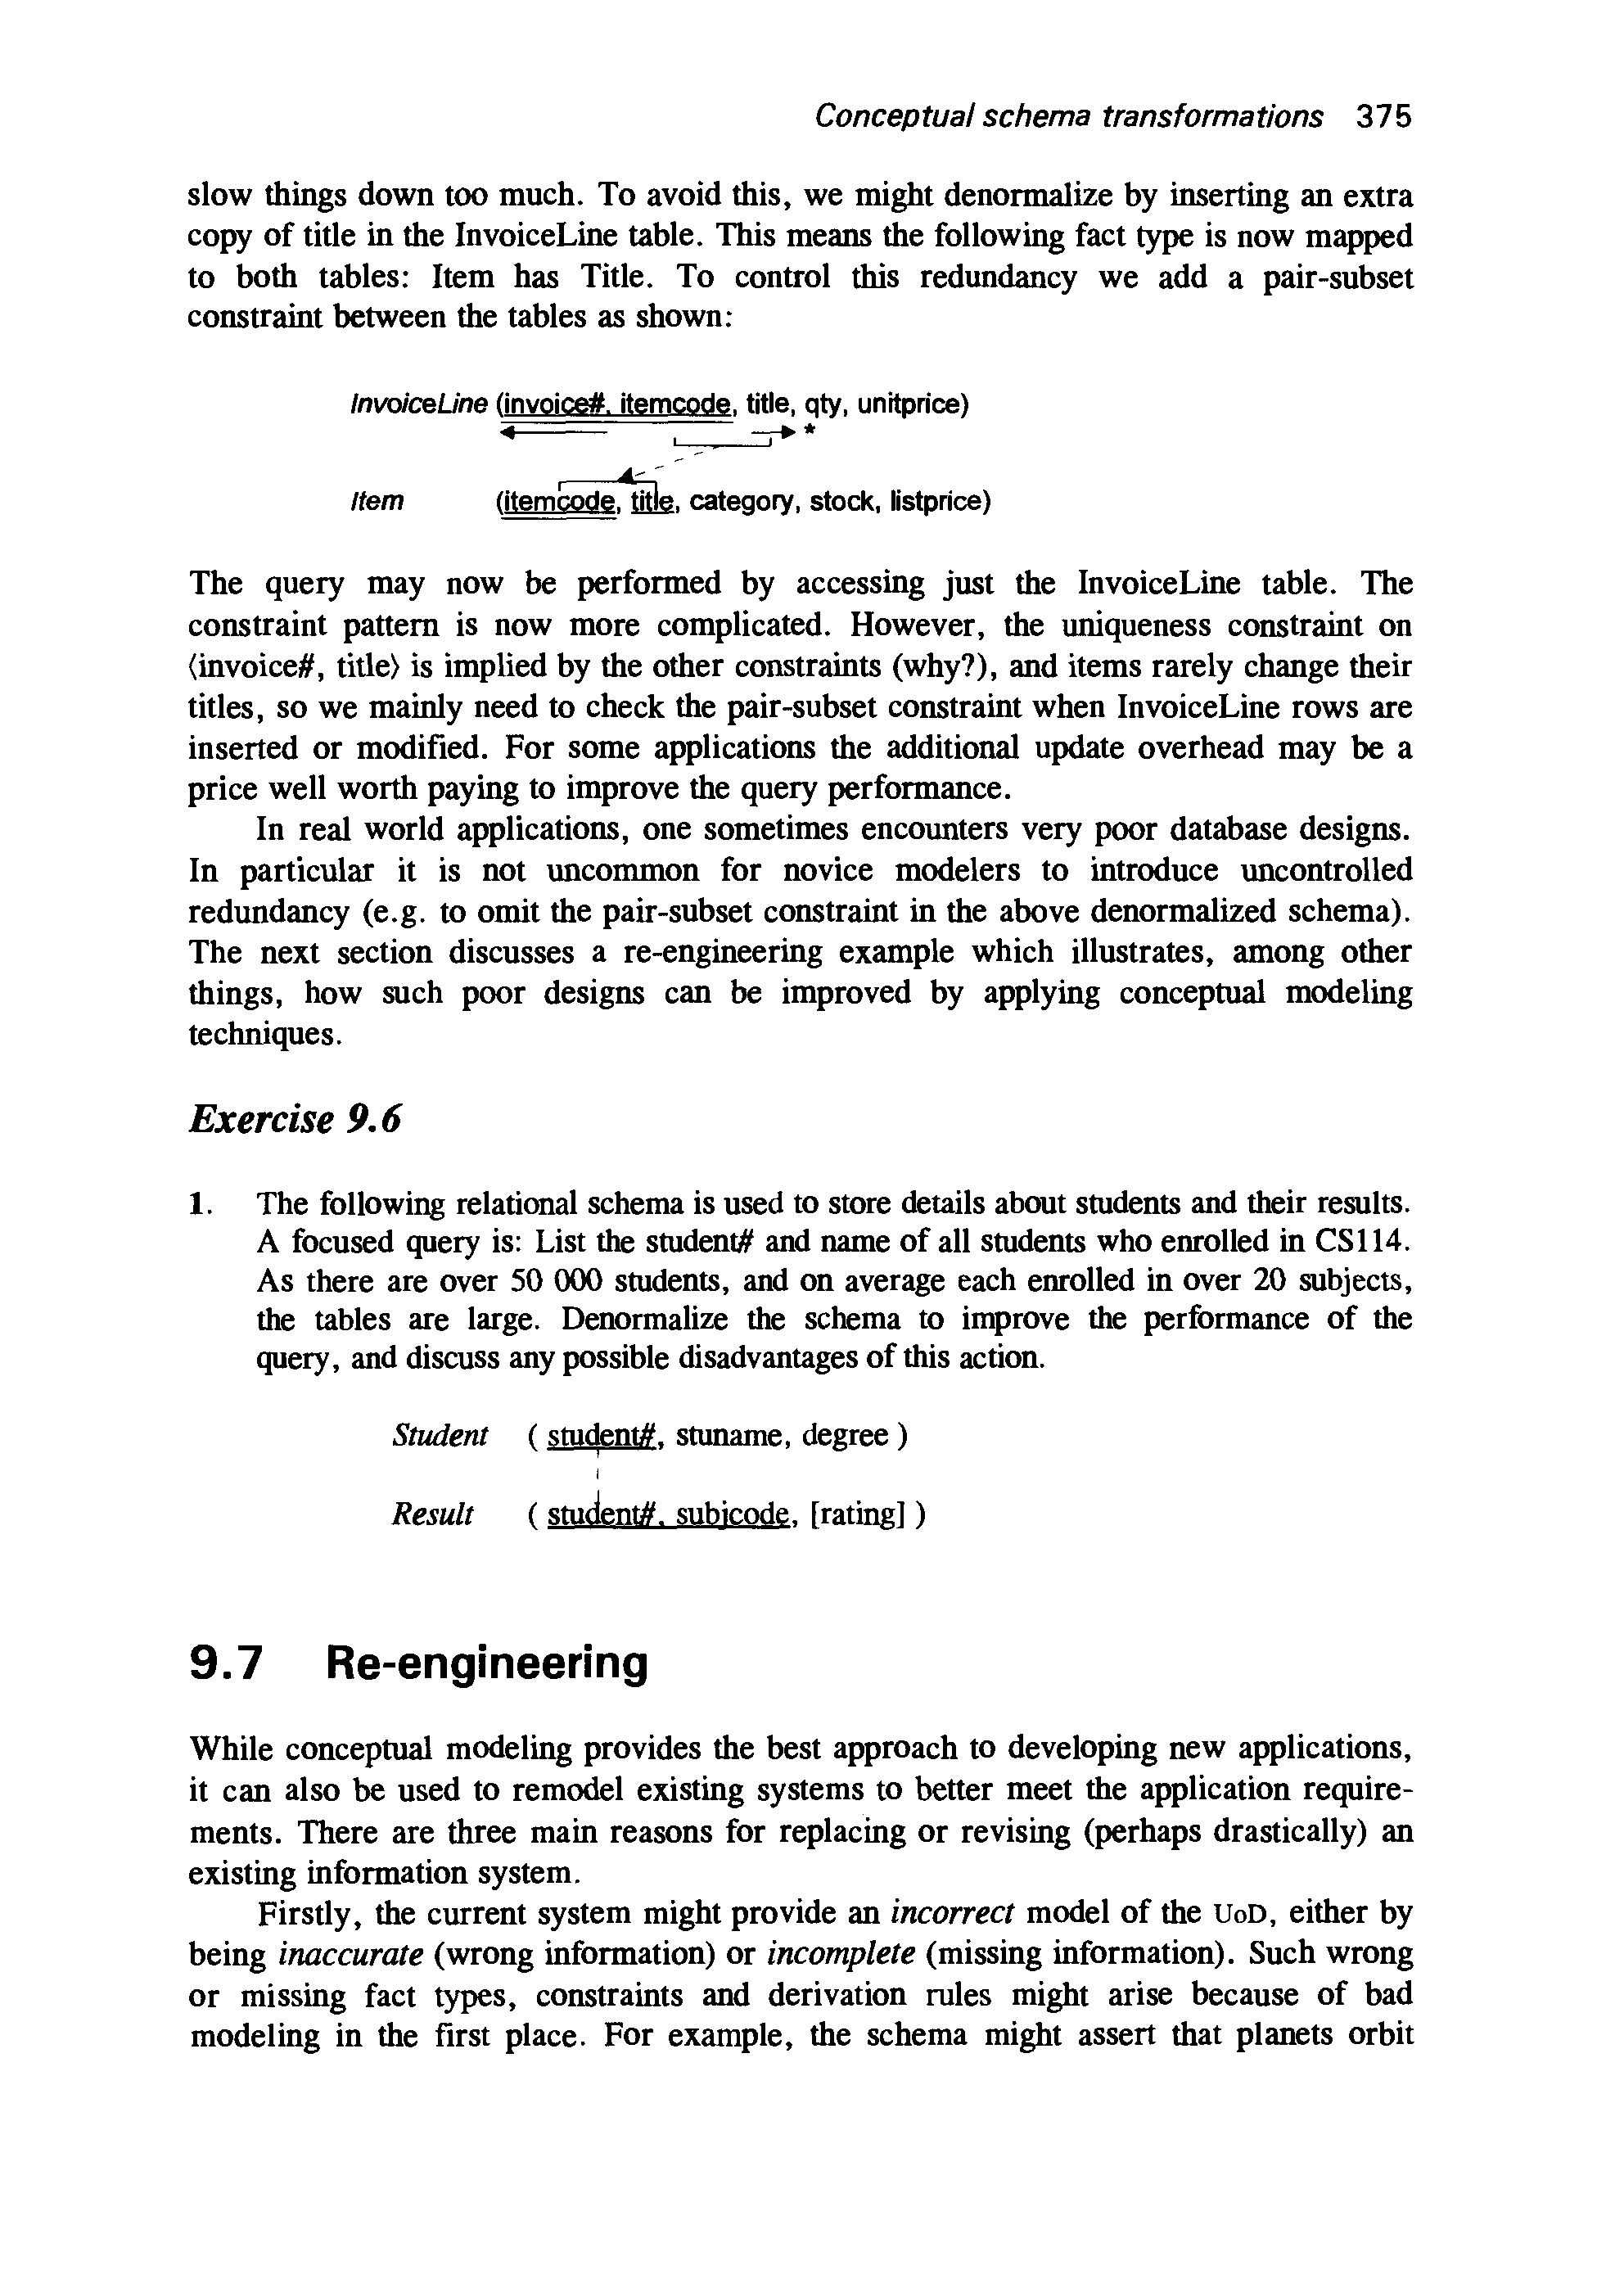 Conceptual schema transformations 375
slow things down too much. To avoid this, we might denormalize by inserting an extra
copy of title in the InvoiceLine table. This means the following fact type is now mapped
to both tables: Item has Title. To control this redundancy we add a pair-subset
constraint between the tables as shown:
InvoiceLine (invoice#, itemcode, title, qty, unitprice)
*
Item (itemcode, title, category, stock, listprice)
The query may now be performed by accessing just the InvoiceLine table. The
constraint pattern is now more complicated. However, the uniqueness constraint on
⟨invoice#, title⟩ is implied by the other constraints (why?), and items rarely change their
titles, so we mainly need to check the pair-subset constraint when InvoiceLine rows are
inserted or modified. For some applications the additional update overhead may be a
price well worth paying to improve the query performance.
In real world applications, one sometimes encounters very poor database designs.
In particular it is not uncommon for novice modelers to introduce uncontrolled
redundancy (e.g. to omit the pair-subset constraint in the above denormalized schema).
The next section discusses a re-engineering example which illustrates, among other
things, how such poor designs can be improved by applying conceptual modeling
techniques.
Exercise 9.6
1. The following relational schema is used to store details about students and their results.
A focused query is: List the student# and name of all students who enrolled in CS114.
As there are over 50 000 students, and on average each enrolled in over 20 subjects,
the tables are large. Denormalize the schema to improve the performance of the
query, and discuss any possible disadvantages of this action.
Student ( student#, stuname, degree )
Result ( student#, subjcode, [rating] )
9.7 Re-engineering
While conceptual modeling provides the best approach to developing new applications,
it can also be used to remodel existing systems to better meet the application require-
ments. There are three main reasons for replacing or revising (perhaps drastically) an
existing information system.
Firstly, the current system might provide an incorrect model of the UoD, either by
being inaccurate (wrong information) or incomplete (missing information). Such wrong
or missing fact types, constraints and derivation rules might arise because of bad
modeling in the first place. For example, the schema might assert that planets orbit